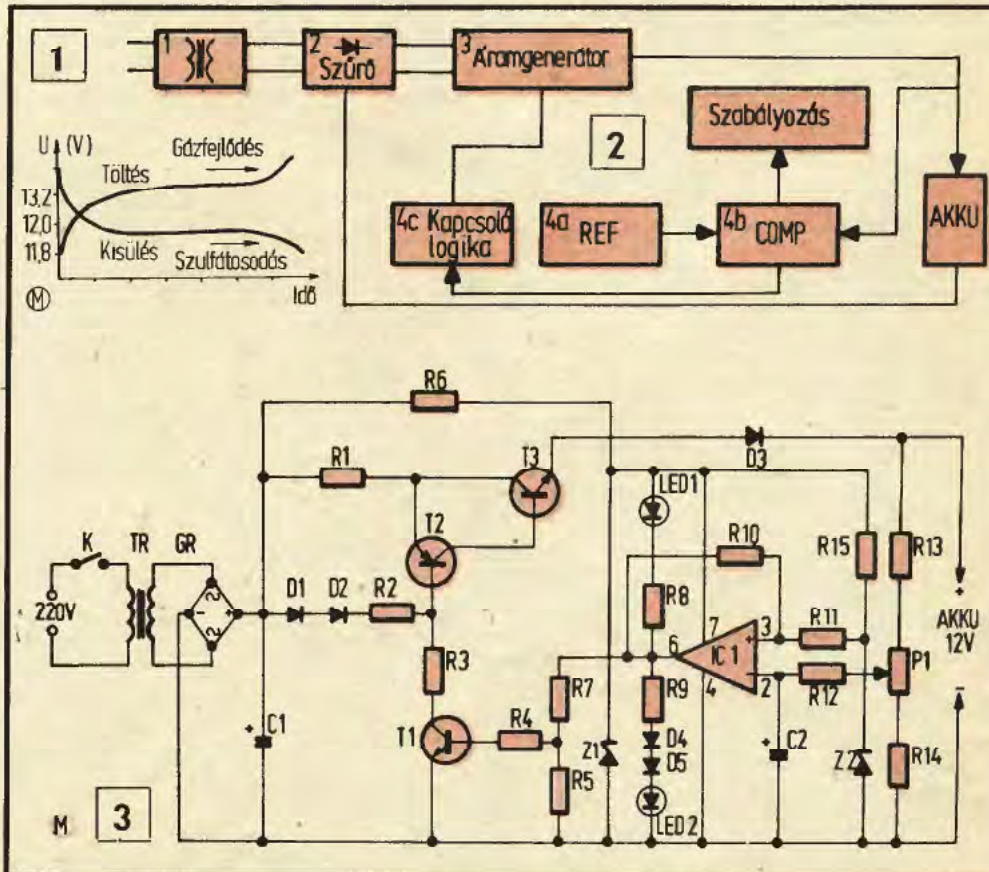 1
1
2
Szűrő
3
Áramgenerátor
U (V)
Töltés
Gázfejlődés
13,2
12,0
11,8
Kisülés
Szulfátosodás
Idő
M
2
Szabályozás
4c Kapcsoló
logika
4a REF
4b COMP
AKKU
R6
R1
T3
D3
LED1
T2
R10
R15
R13
K
TR
GR
D1
D2
R2
R8
220V
7
3
R11
AKKU
12V
R3
6
IC1
P1
4
2
R12
R7
R9
C1
T1
R4
Z1
D4
C2
D5
Z2
R14
R5
LED2
M
3